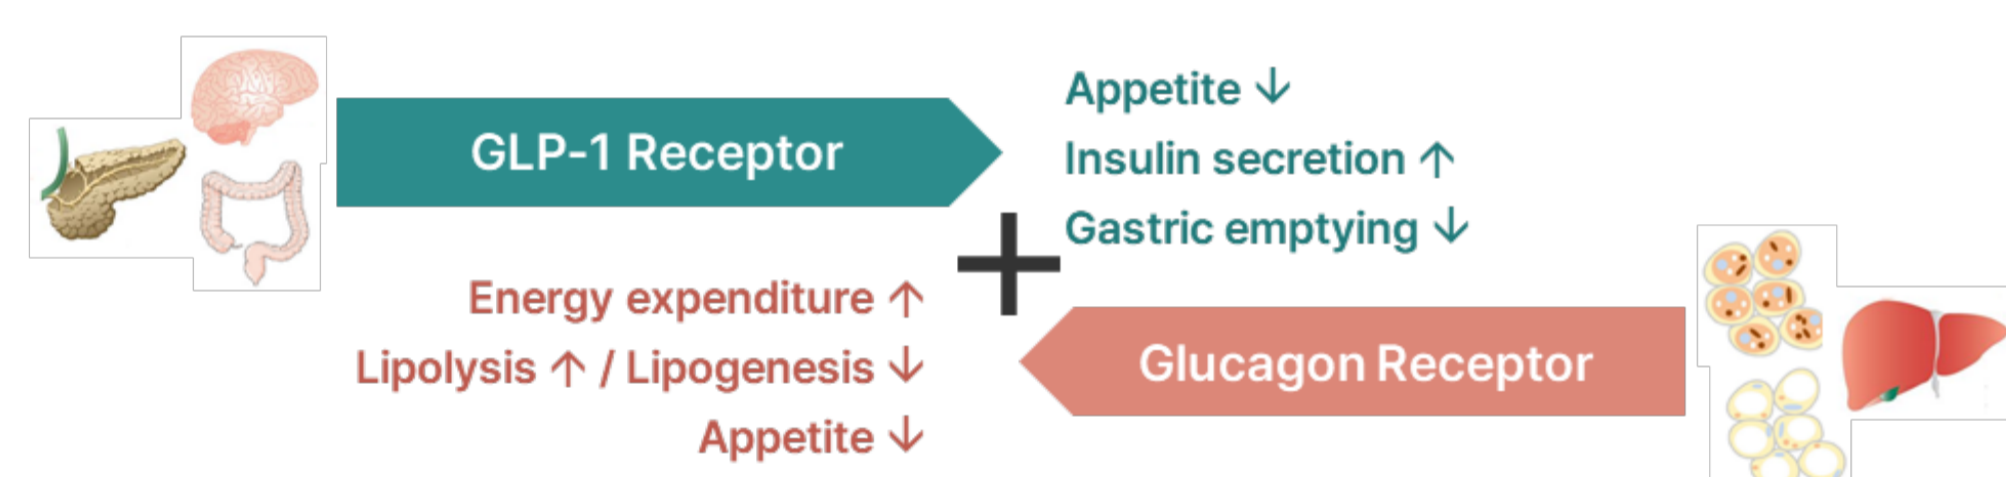 GLP-1 Receptor
Appetite ↓
Insulin secretion ↑
Gastric emptying ↓
Energy expenditure ↑
Lipolysis ↑ / Lipogenesis ↓
Appetite ↓
Glucagon Receptor